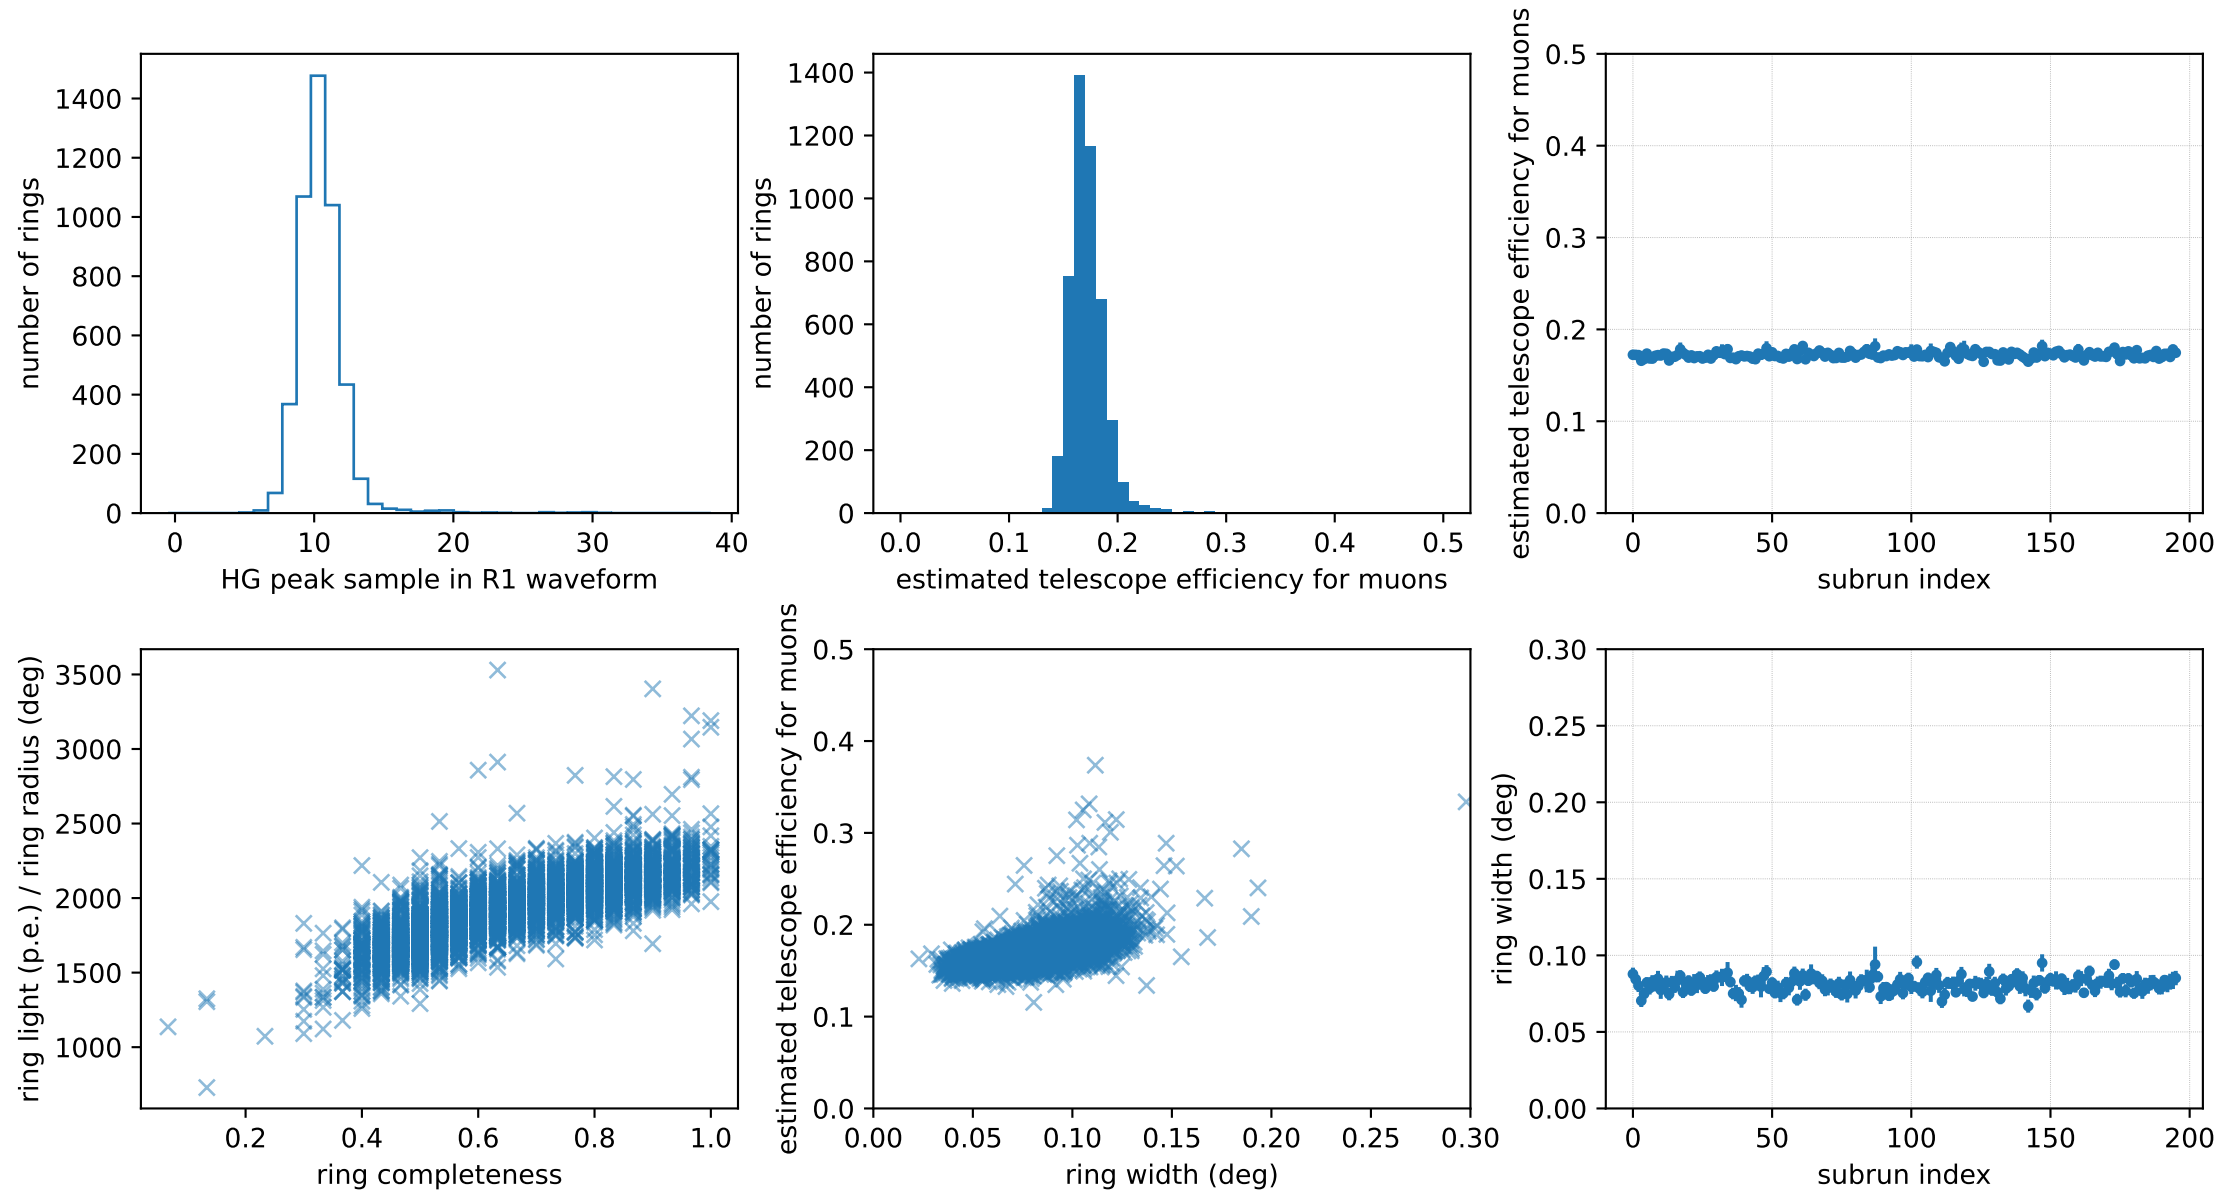 number of rings
1400
1200
1000
800
600
400
200
0
0 10 20 30 40
HG peak sample in R1 waveform
number of rings
1400
1200
1000
800
600
400
200
0
0.0 0.1 0.2 0.3 0.4 0.5
estimated telescope efficiency for muons
estimated telescope efficiency for muons
0.5
0.4
0.3
0.2
0.1
0.0
0 50 100 150 200
subrun index
ring light (p.e.) / ring radius (deg)
3500
3000
2500
2000
1500
1000
0.2 0.4 0.6 0.8 1.0
ring completeness
estimated telescope efficiency for muons
0.5
0.4
0.3
0.2
0.1
0.0
0.00 0.05 0.10 0.15 0.20 0.25 0.30
ring width (deg)
ring width (deg)
0.30
0.25
0.20
0.15
0.10
0.05
0.00
0 50 100 150 200
subrun index